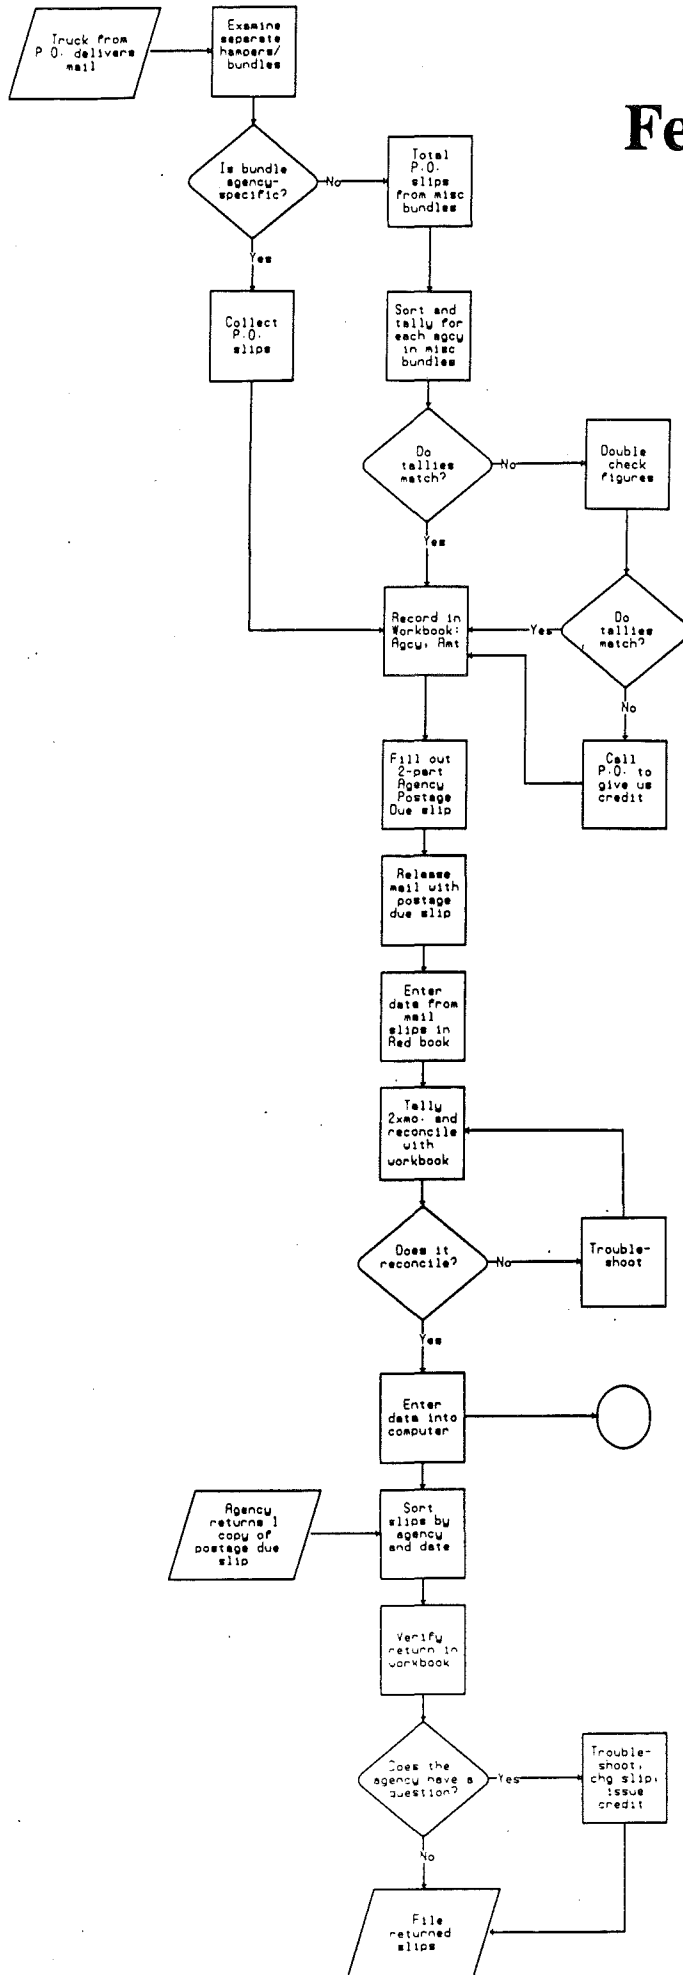 Truck from
P.O. delivers
mail
Examine
separate
hampers/
bundles
Fe
Is bundle
agency-
specific?
No
Total
P.O.
slips
from misc
bundles
Yes
Collect
P.O.
slips
Sort and
tally for
each agcy
in misc
bundles
Do
tallies
match?
No
Double
check
figures
Yes
Record in
Workbook:
Agcy, Amt
Yes
Do
tallies
match?
No
Fill out
2-part
Agency
Postage
Due slip
Call
P.O. to
give us
credit
Release
mail with
postage
due slip
Enter
data from
mail
slips in
Red book
Tally
2xmo. and
reconcile
with
workbook
Does it
reconcile?
No
Trouble-
shoot
Yes
Enter
data into
computer
Agency
returns 1
copy of
postage due
slip
Sort
slips by
agency
and date
Verify
return in
workbook
Does the
agency have a
question?
Yes
Trouble-
shoot,
chg slip,
issue
credit
No
File
returned
slips